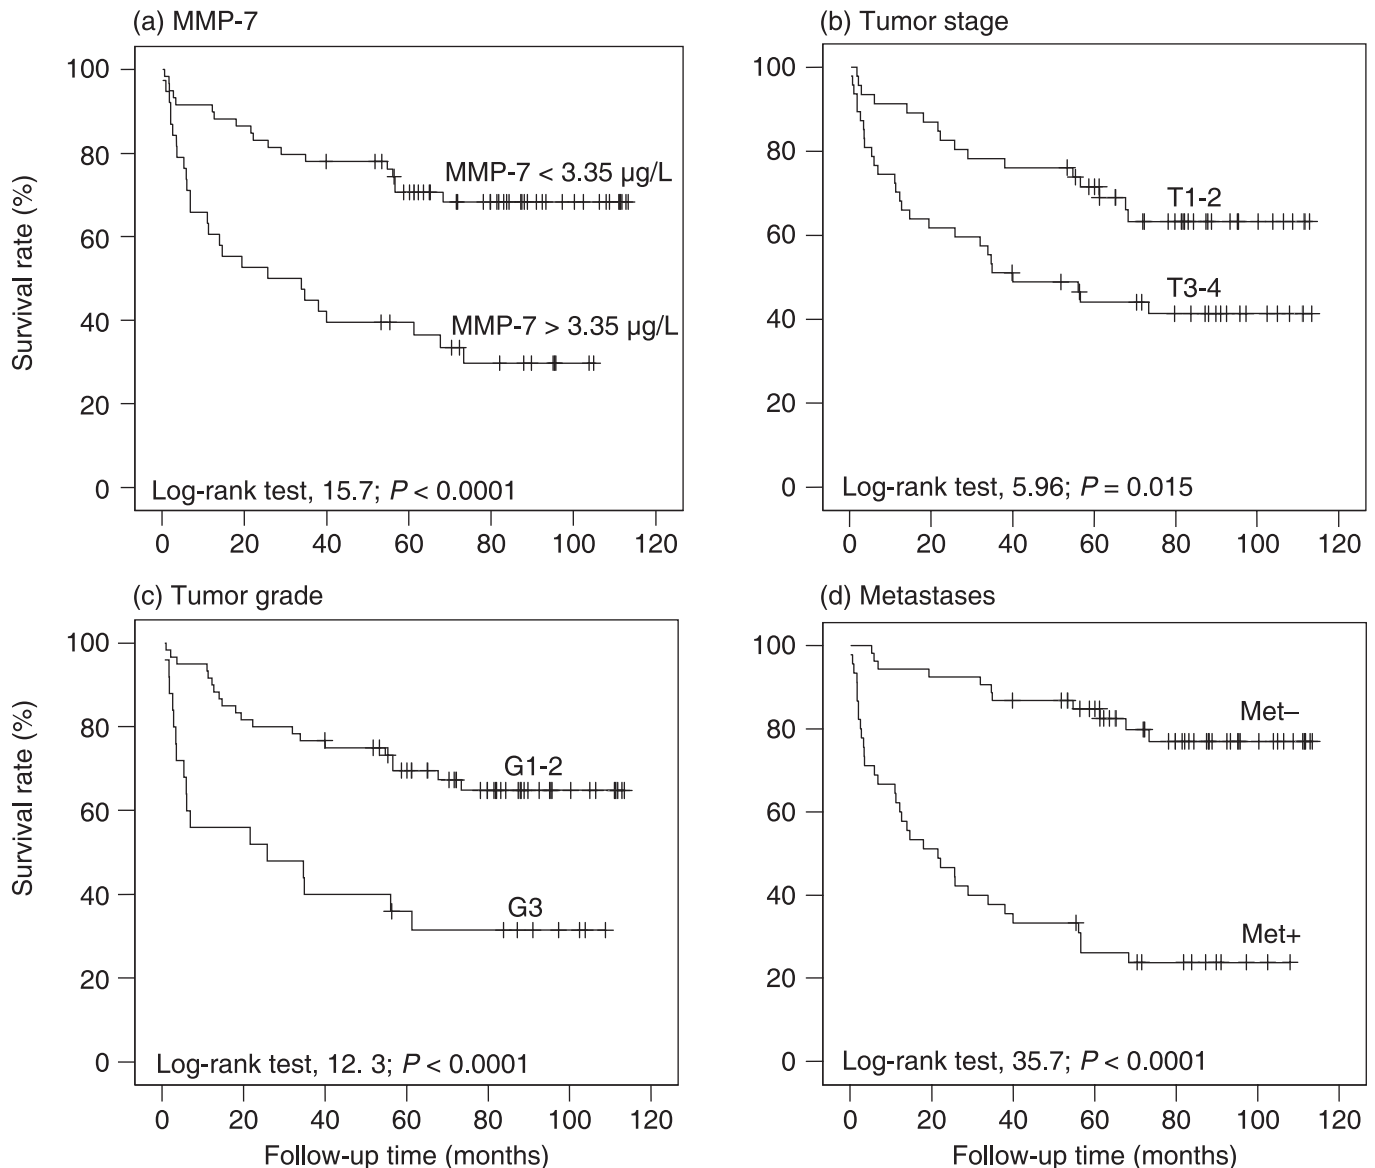 (a) MMP-7
100
80
60
40
20
0
Survival rate (%)
MMP-7 < 3.35 µg/L
MMP-7 > 3.35 µg/L
Log-rank test, 15.7; P < 0.0001
0 20 40 60 80 100 120
(b) Tumor stage
100
80
60
40
20
0
T1-2
T3-4
Log-rank test, 5.96; P = 0.015
0 20 40 60 80 100 120
(c) Tumor grade
100
80
60
40
20
0
Survival rate (%)
G1-2
G3
Log-rank test, 12. 3; P < 0.0001
0 20 40 60 80 100 120
Follow-up time (months)
(d) Metastases
100
80
60
40
20
0
Met–
Met+
Log-rank test, 35.7; P < 0.0001
0 20 40 60 80 100 120
Follow-up time (months)